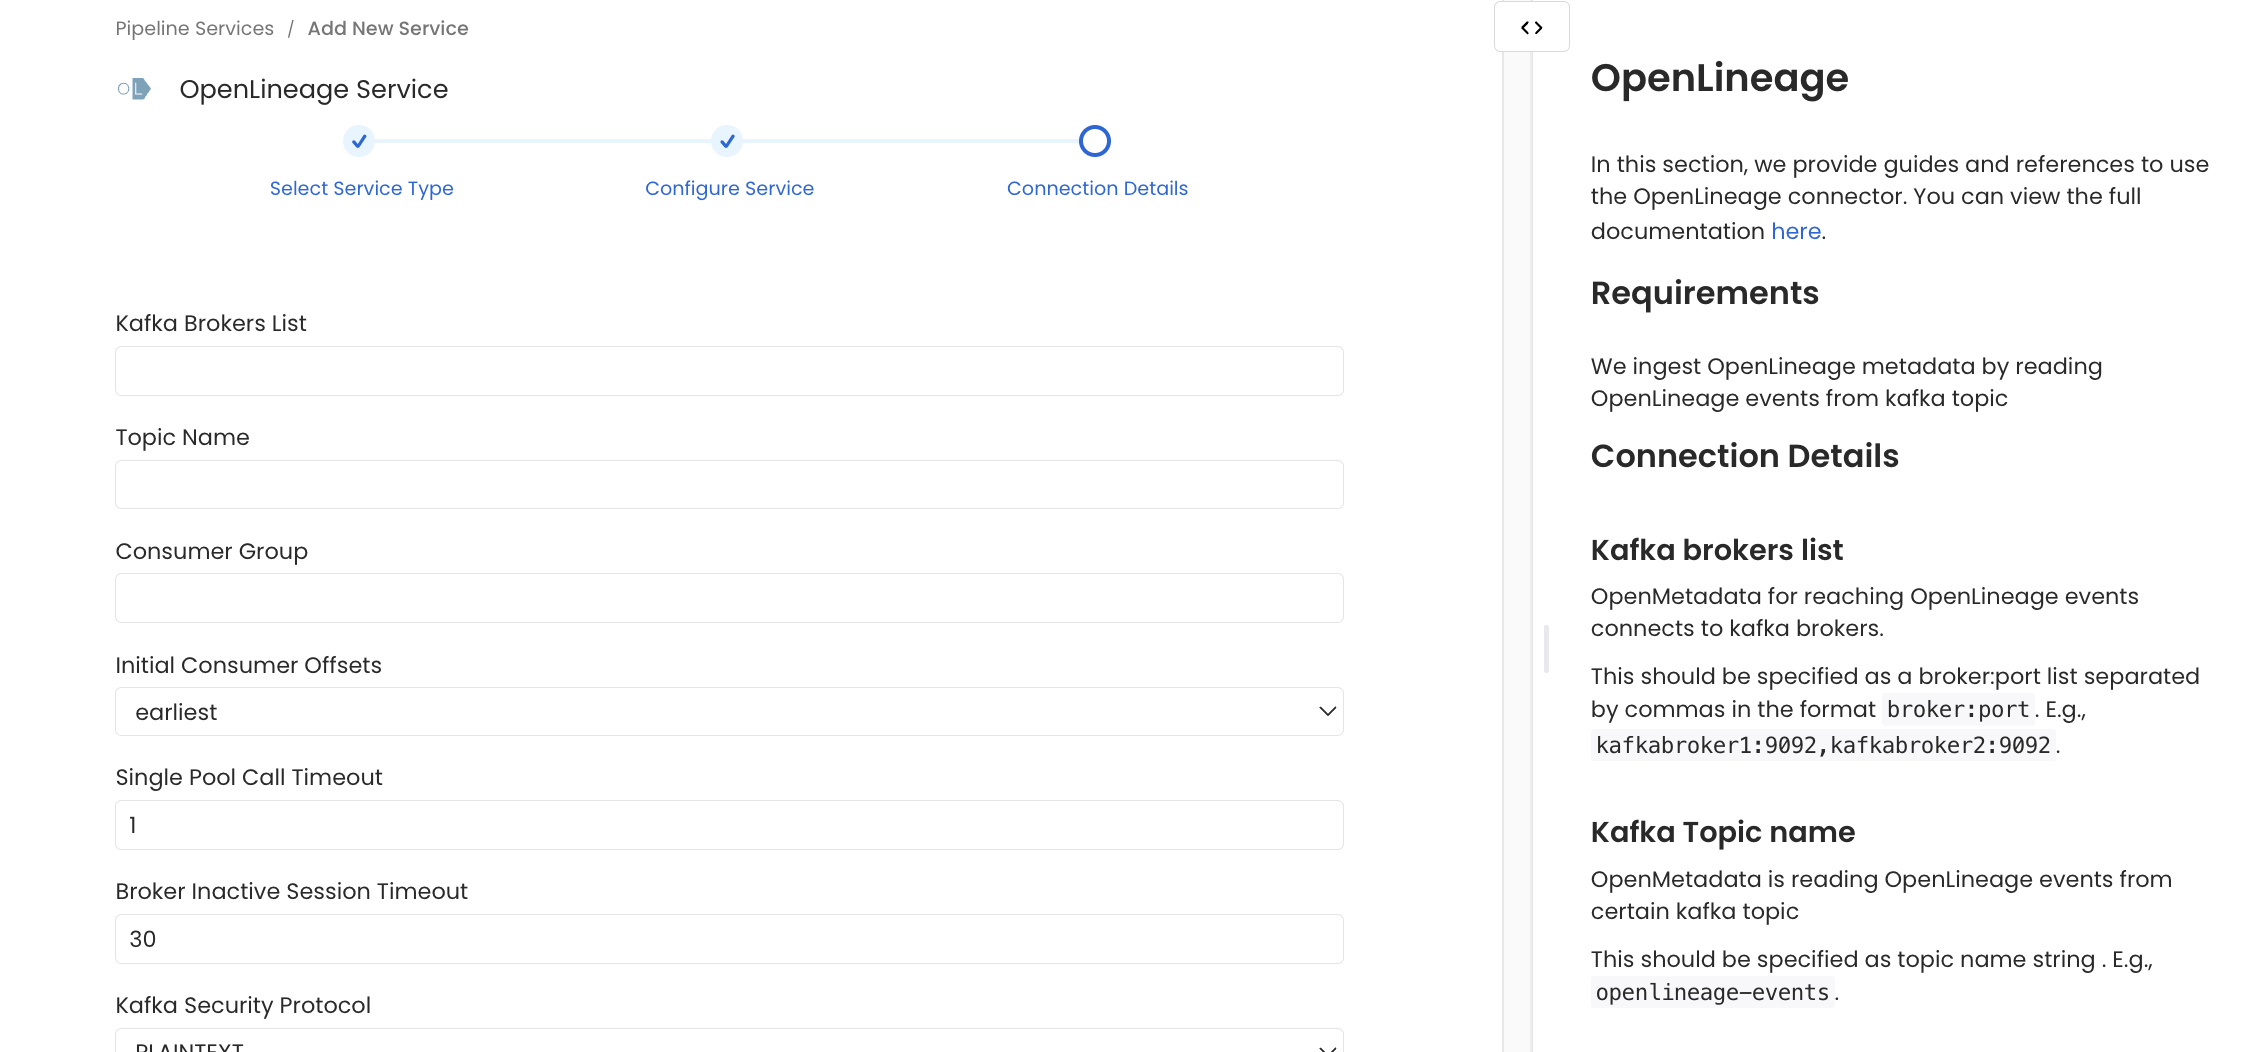 Pipeline Services / Add New Service
OL OpenLineage Service
Select Service Type
Configure Service
Connection Details
Kafka Brokers List
Topic Name
Consumer Group
Initial Consumer Offsets
earliest
Single Pool Call Timeout
1
Broker Inactive Session Timeout
30
Kafka Security Protocol
PLAINTEXT
OpenLineage
In this section, we provide guides and references to use
the OpenLineage connector. You can view the full
documentation here.
Requirements
We ingest OpenLineage metadata by reading
OpenLineage events from kafka topic
Connection Details
Kafka brokers list
OpenMetadata for reaching OpenLineage events
connects to kafka brokers.
This should be specified as a broker:port list separated
by commas in the format broker:port. E.g.,
kafkabroker1:9092,kafkabroker2:9092.
Kafka Topic name
OpenMetadata is reading OpenLineage events from
certain kafka topic
This should be specified as topic name string . E.g.,
openlineage-events.